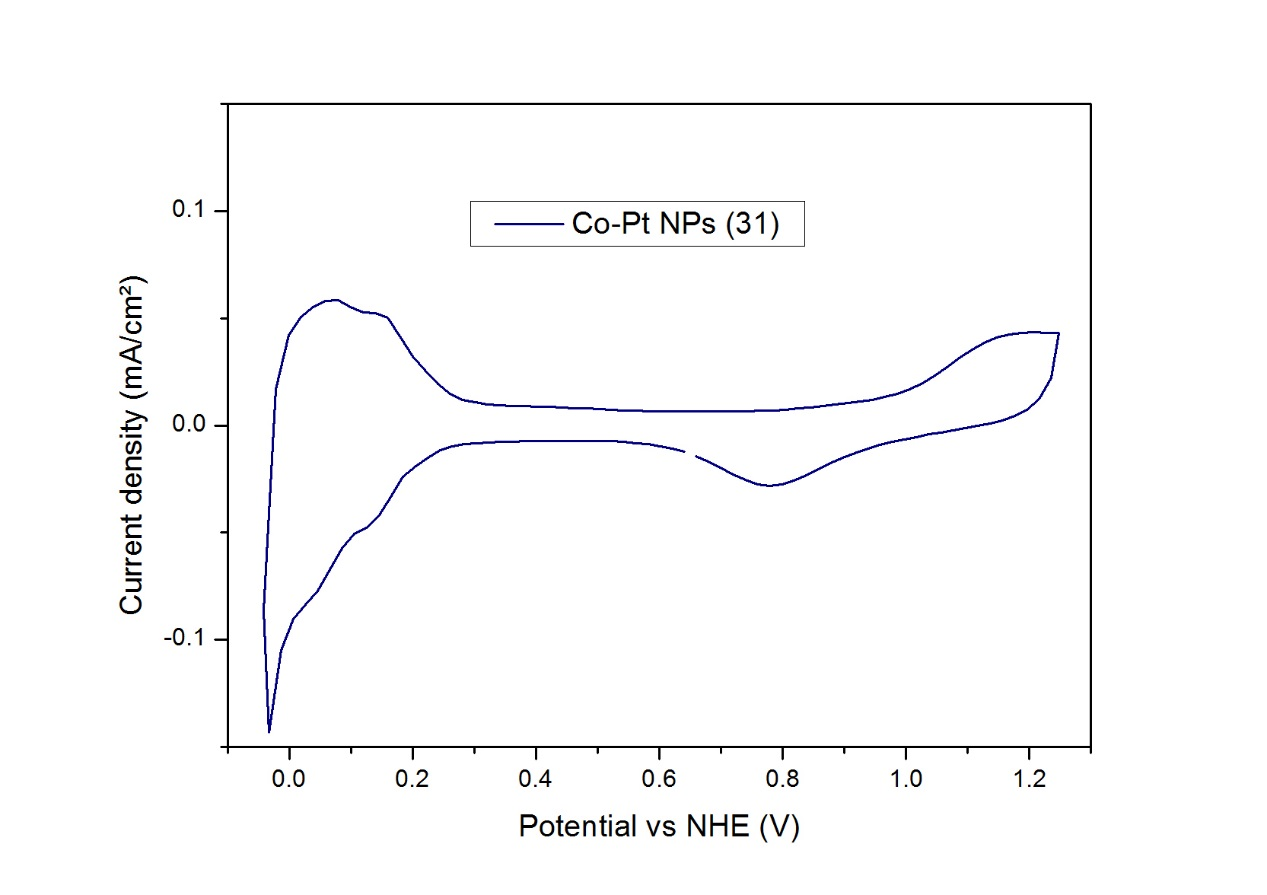 Co-Pt NPs (31)
Current density (mA/cm²)
0.1
0.0
-0.1
0.0 0.2 0.4 0.6 0.8 1.0 1.2
Potential vs NHE (V)